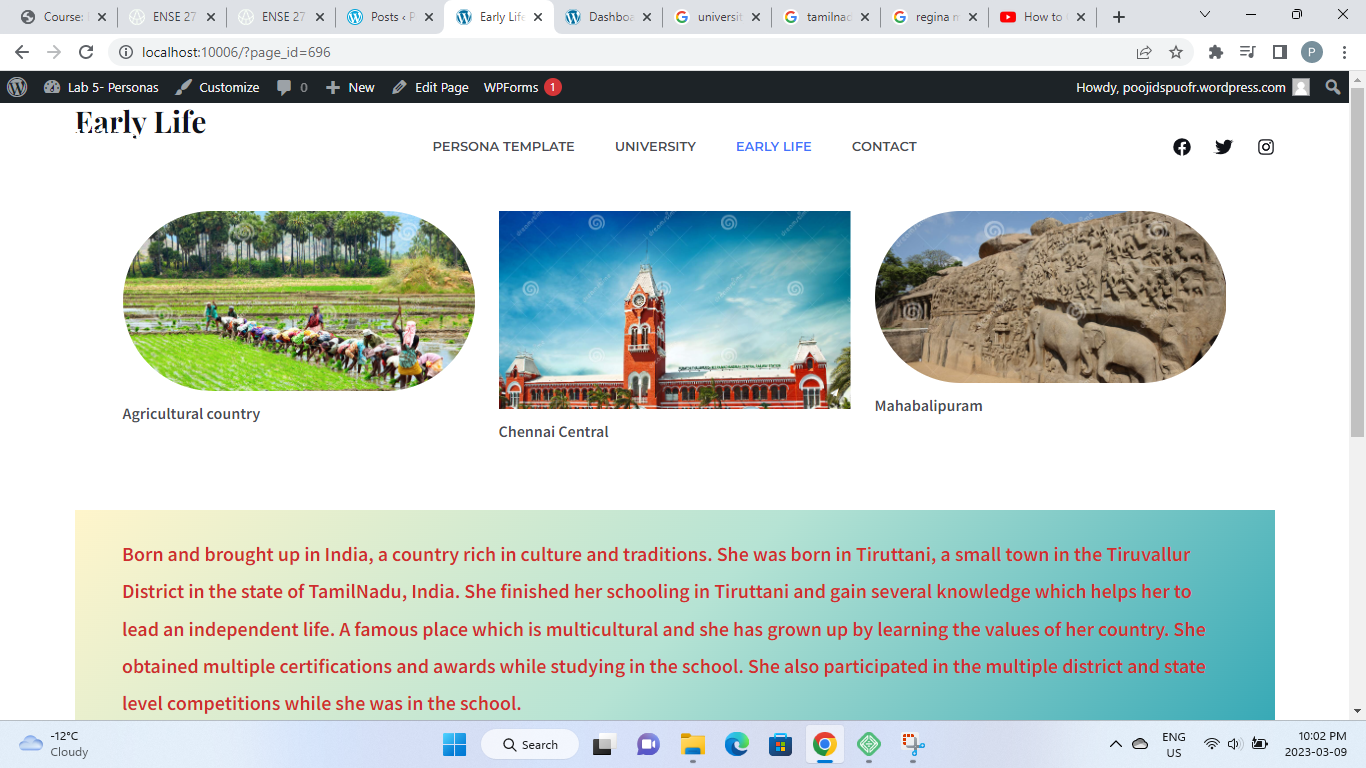 Course:
ENSE 27
ENSE 27
Posts ‹ P
Early Life
Dashboa
universit
tamilnad
regina m
How to
localhost:10006/?page_id=696
P
Lab 5- Personas
Customize
0
New
Edit Page
WPForms
1
Howdy, poojidspuofr.wordpress.com
Early Life
PERSONA TEMPLATE
UNIVERSITY
EARLY LIFE
CONTACT
Agricultural country
Chennai Central
Mahabalipuram
Born and brought up in India, a country rich in culture and traditions. She was born in Tiruttani, a small town in the Tiruvallur
District in the state of TamilNadu, India. She finished her schooling in Tiruttani and gain several knowledge which helps her to
lead an independent life. A famous place which is multicultural and she has grown up by learning the values of her country. She
obtained multiple certifications and awards while studying in the school. She also participated in the multiple district and state
level competitions while she was in the school.
-12°C
Cloudy
Search
ENG
US
10:02 PM
2023-03-09